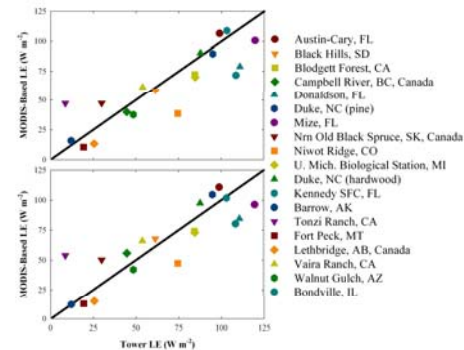 125
100
75
50
25
0
MODIS-Based LE (W m-2)
Austin-Cary, FL
Black Hills, SD
Blodgett Forest, CA
Campbell River, BC, Canada
Donaldson, FL
Duke, NC (pine)
Mize, FL
Nrn Old Black Spruce, SK, Canada
Niwot Ridge, CO
U. Mich. Biological Station, MI
Duke, NC (hardwood)
Kennedy SFC, FL
Barrow, AK
Tonzi Ranch, CA
Fort Peck, MT
Lethbridge, AB, Canada
Vaira Ranch, CA
Walnut Gulch, AZ
Bondville, IL
125
100
75
50
25
0
MODIS-Based LE (W m-2)
0 25 50 75 100 125
Tower LE (W m-2)